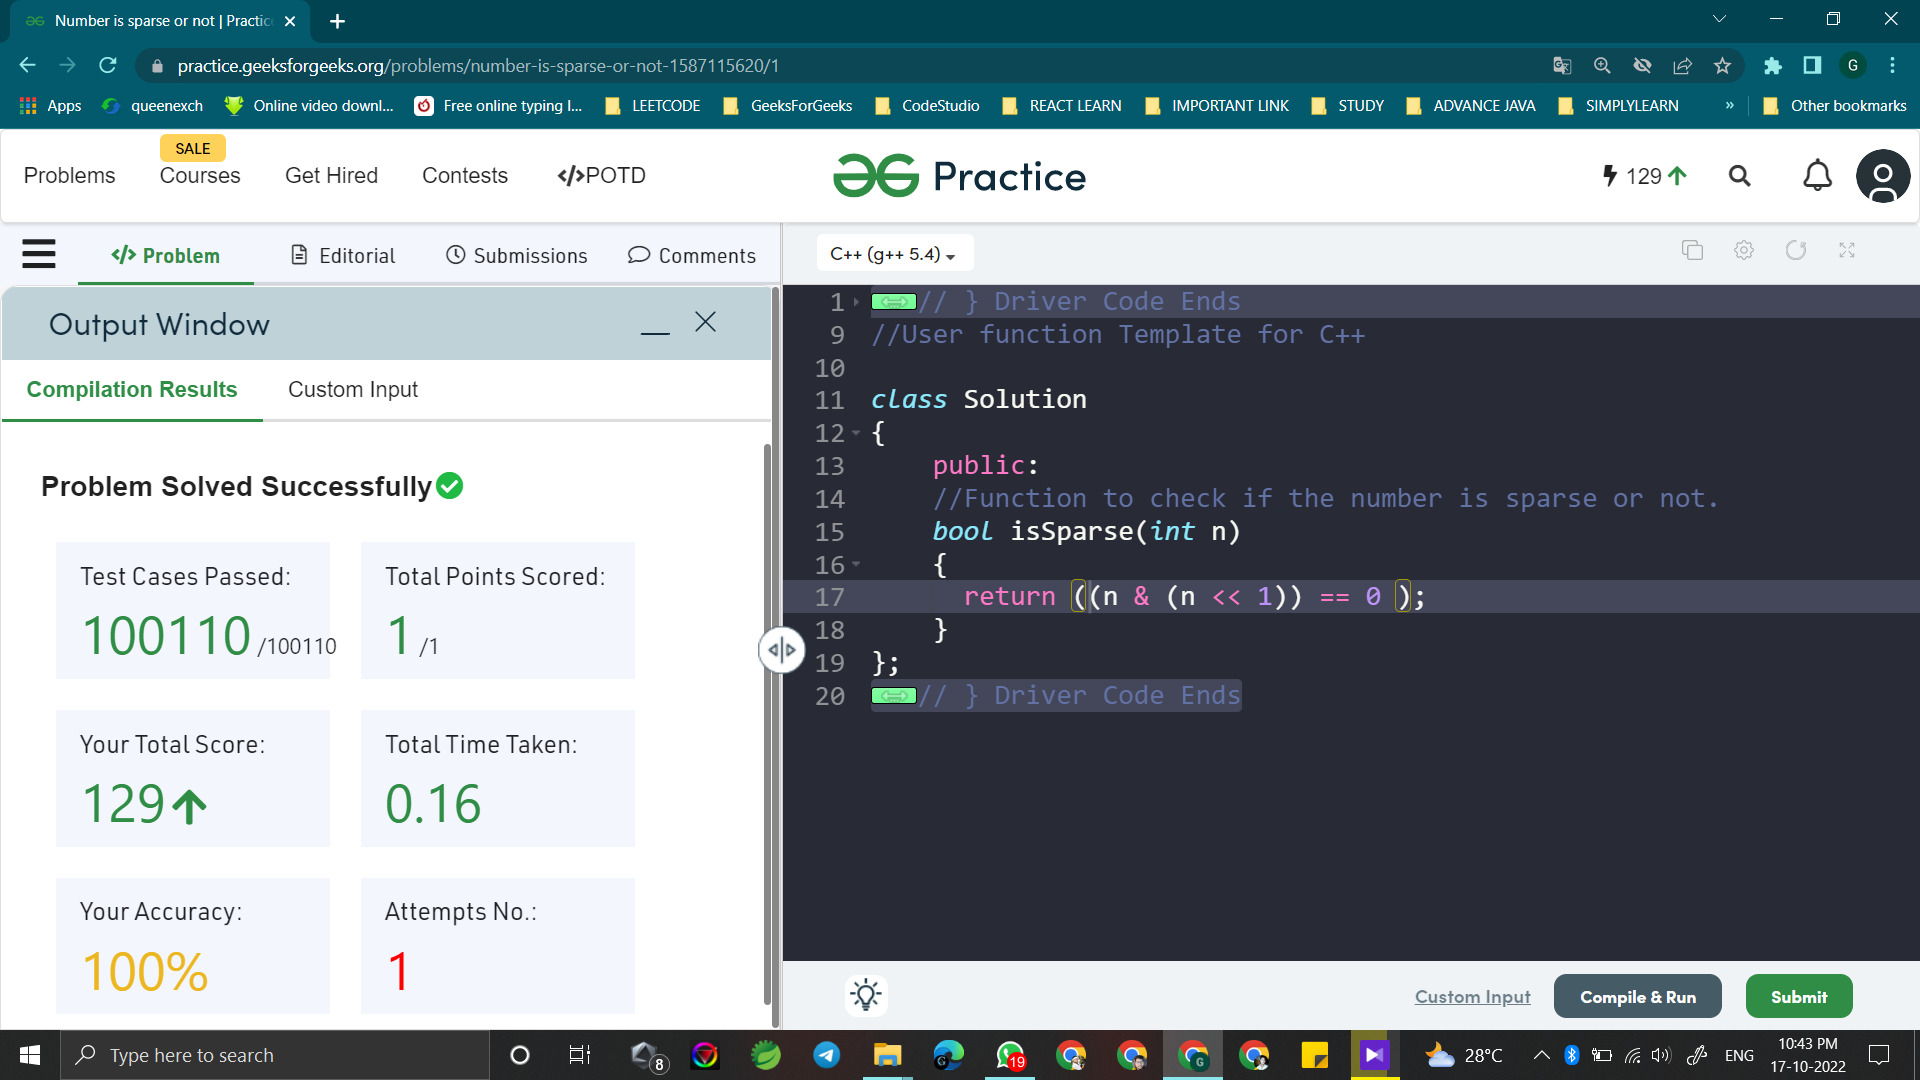 Number is sparse or not | Practic
practice.geeksforgeeks.org/problems/number-is-sparse-or-not-1587115620/1
G
Apps queenexch Online video downl... Free online typing I... LEETCODE GeeksForGeeks CodeStudio REACT LEARN IMPORTANT LINK STUDY ADVANCE JAVA SIMPLYLEARN » Other bookmarks
SALE
Problems Courses Get Hired Contests </>POTD Practice 129
</> Problem Editorial Submissions Comments
C++ (g++ 5.4)
Output Window
Compilation Results Custom Input
Problem Solved Successfully
Test Cases Passed: Total Points Scored:
100110 /100110 1 /1
Your Total Score: Total Time Taken:
129 0.16
Your Accuracy: Attempts No.:
100% 1
1 // } Driver Code Ends
9 //User function Template for C++
10
11 class Solution
12 {
13 public:
14 //Function to check if the number is sparse or not.
15 bool isSparse(int n)
16 {
17 return ((n & (n << 1)) == 0 );
18 }
19 };
20 // } Driver Code Ends
Custom Input Compile & Run Submit
Type here to search
8
19
G
28°C ENG 10:43 PM
17-10-2022